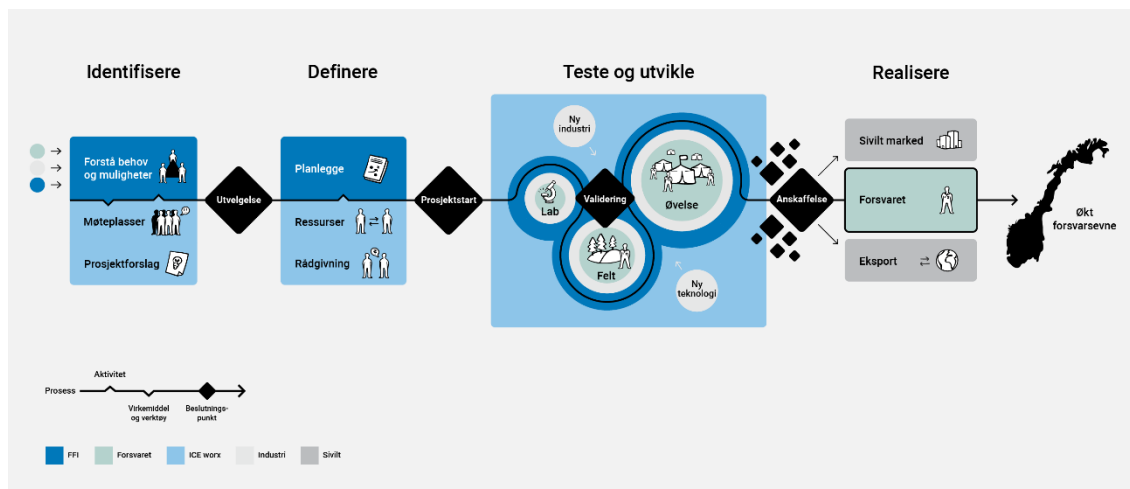 Identifisere
Definere
Teste og utvikle
Realisere
Forstå behov
og muligheter
Møteplasser
Prosjektforslag
Utvelgelse
Planlegge
Ressurser
Rådgivning
Prosjektstart
Ny
industri
Lab
Validering
Øvelse
Felt
Ny
teknologi
Anskaffelse
Sivilt marked
Forsvaret
Eksport
Økt
forsvarsevne
Prosess
Aktivitet
Virkemiddel
og verktøy
Beslutnings-
punkt
FFI
Forsvaret
ICE worx
Industri
Sivilt